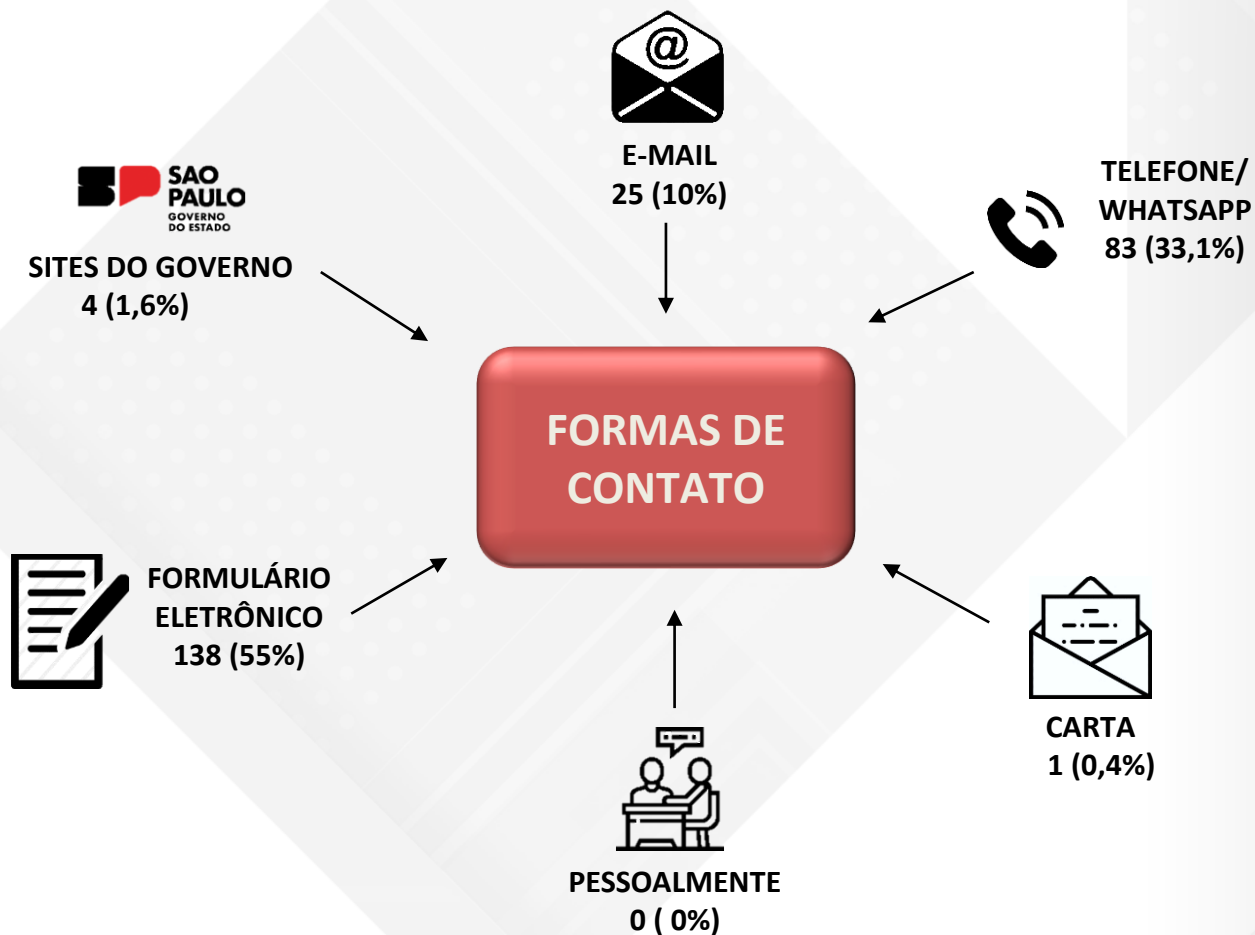 @
E-MAIL
25 (10%)
SAO
PAULO
GOVERNO
DO ESTADO
SITES DO GOVERNO
4 (1,6%)
TELEFONE/
WHATSAPP
83 (33,1%)
FORMAS DE
CONTATO
FORMULÁRIO
ELETRÔNICO
138 (55%)
CARTA
1 (0,4%)
PESSOALMENTE
0 ( 0%)